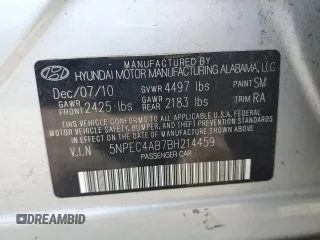 MANUFACTURED BY
HYUNDAI MOTOR MANUFACTURING ALABAMA, LLC
Dec/07/10 GVWR 4497 lbs PAINT SM
GAWR FRONT 2425 lbs GAWR REAR 2183 lbs TRIM RA
THIS VEHICLE CONFORMS TO ALL APPLICABLE U.S. FEDERAL
MOTOR VEHICLE SAFETY, BUMPER, AND THEFT PREVENTION
STANDARDS IN EFFECT ON THE DATE OF MANUFACTURE SHOWN ABOVE.
V.I.N 5NPEC4AB7BH214459
PASSENGER CAR
DREAMBID